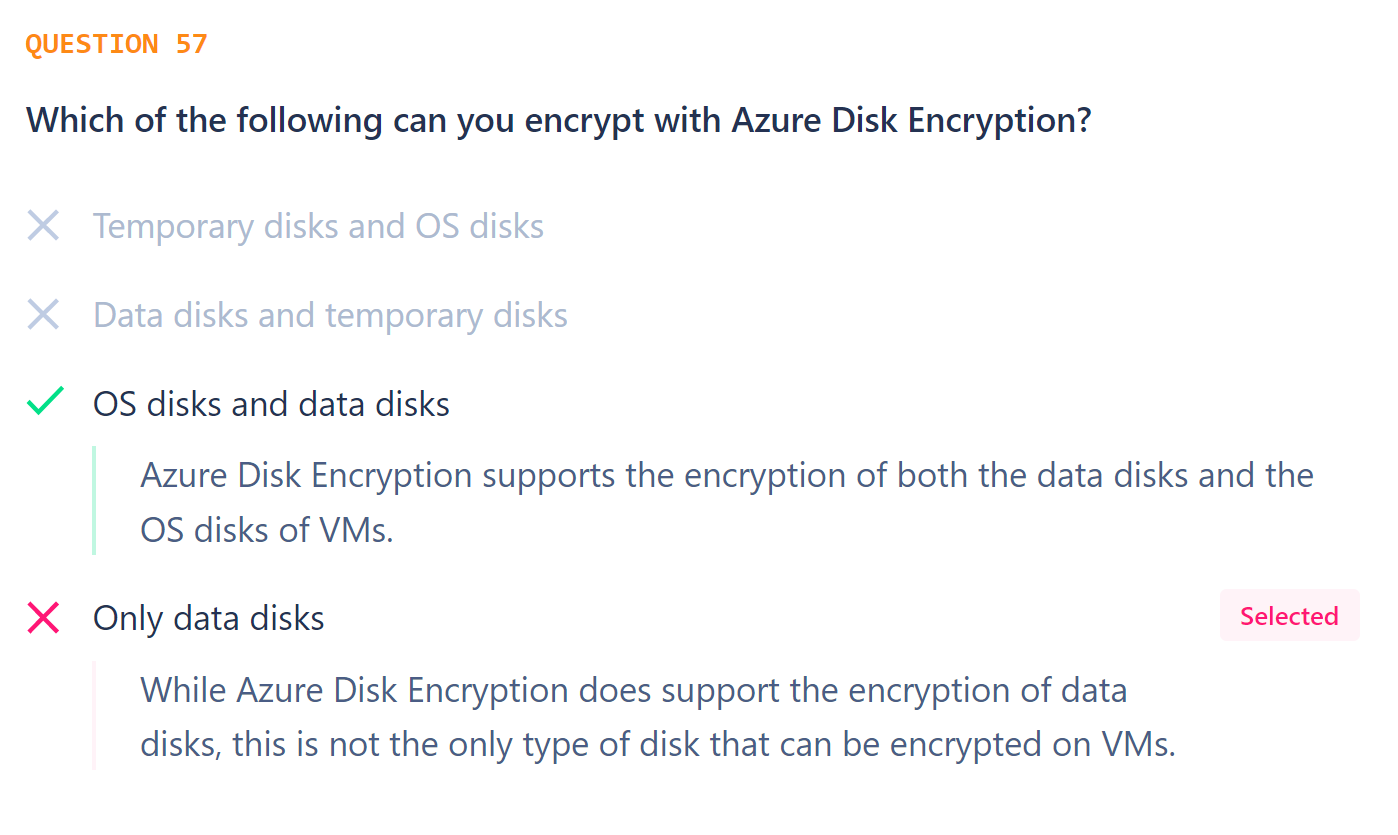 QUESTION 57
Which of the following can you encrypt with Azure Disk Encryption?
Temporary disks and OS disks
Data disks and temporary disks
OS disks and data disks
Azure Disk Encryption supports the encryption of both the data disks and the
OS disks of VMs.
Only data disks
Selected
While Azure Disk Encryption does support the encryption of data
disks, this is not the only type of disk that can be encrypted on VMs.